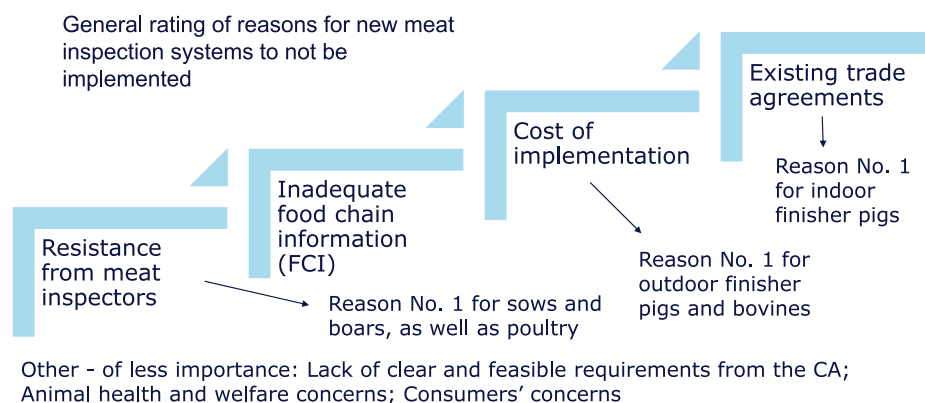 General rating of reasons for new meat
inspection systems to not be
implemented
Existing trade
agreements
Reason No. 1
for indoor
finisher pigs
Cost of
implementation
Reason No. 1 for
outdoor finisher
pigs and bovines
Inadequate
food chain
information
(FCI)
Resistance
from meat
inspectors
Reason No. 1 for sows and
boars, as well as poultry
Other - of less importance: Lack of clear and feasible requirements from the CA;
Animal health and welfare concerns; Consumers’ concerns